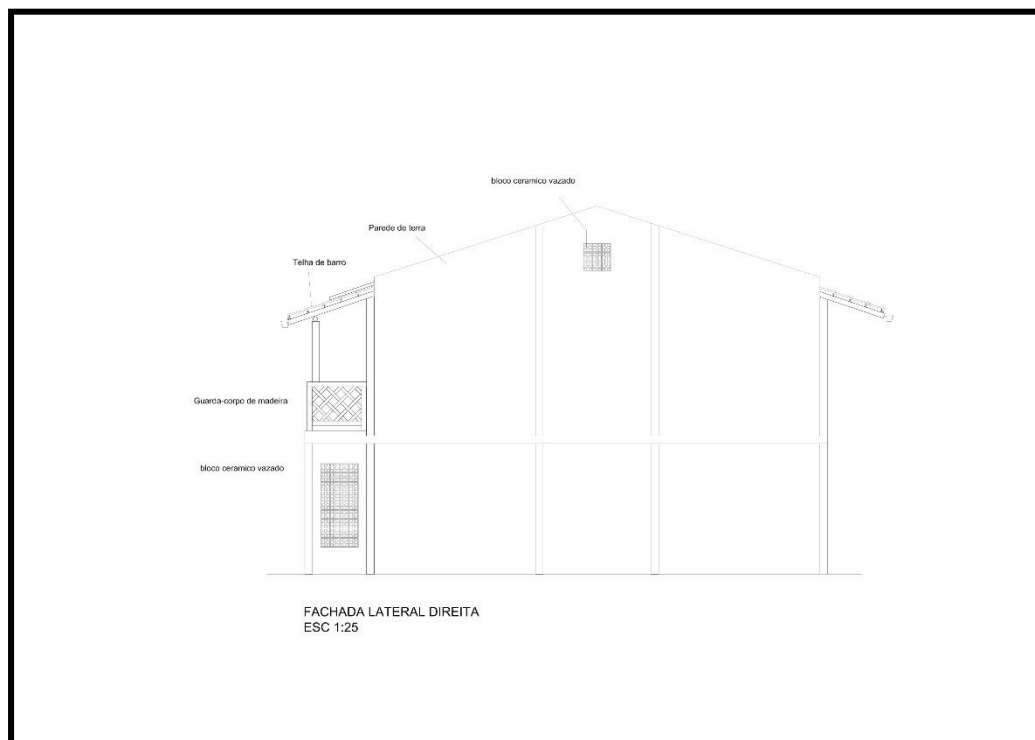 bloco ceramico vazado
Parede de terra
Telha de barro
Guarda-corpo de madeira
bloco ceramico vazado
FACHADA LATERAL DIREITA
ESC 1:25